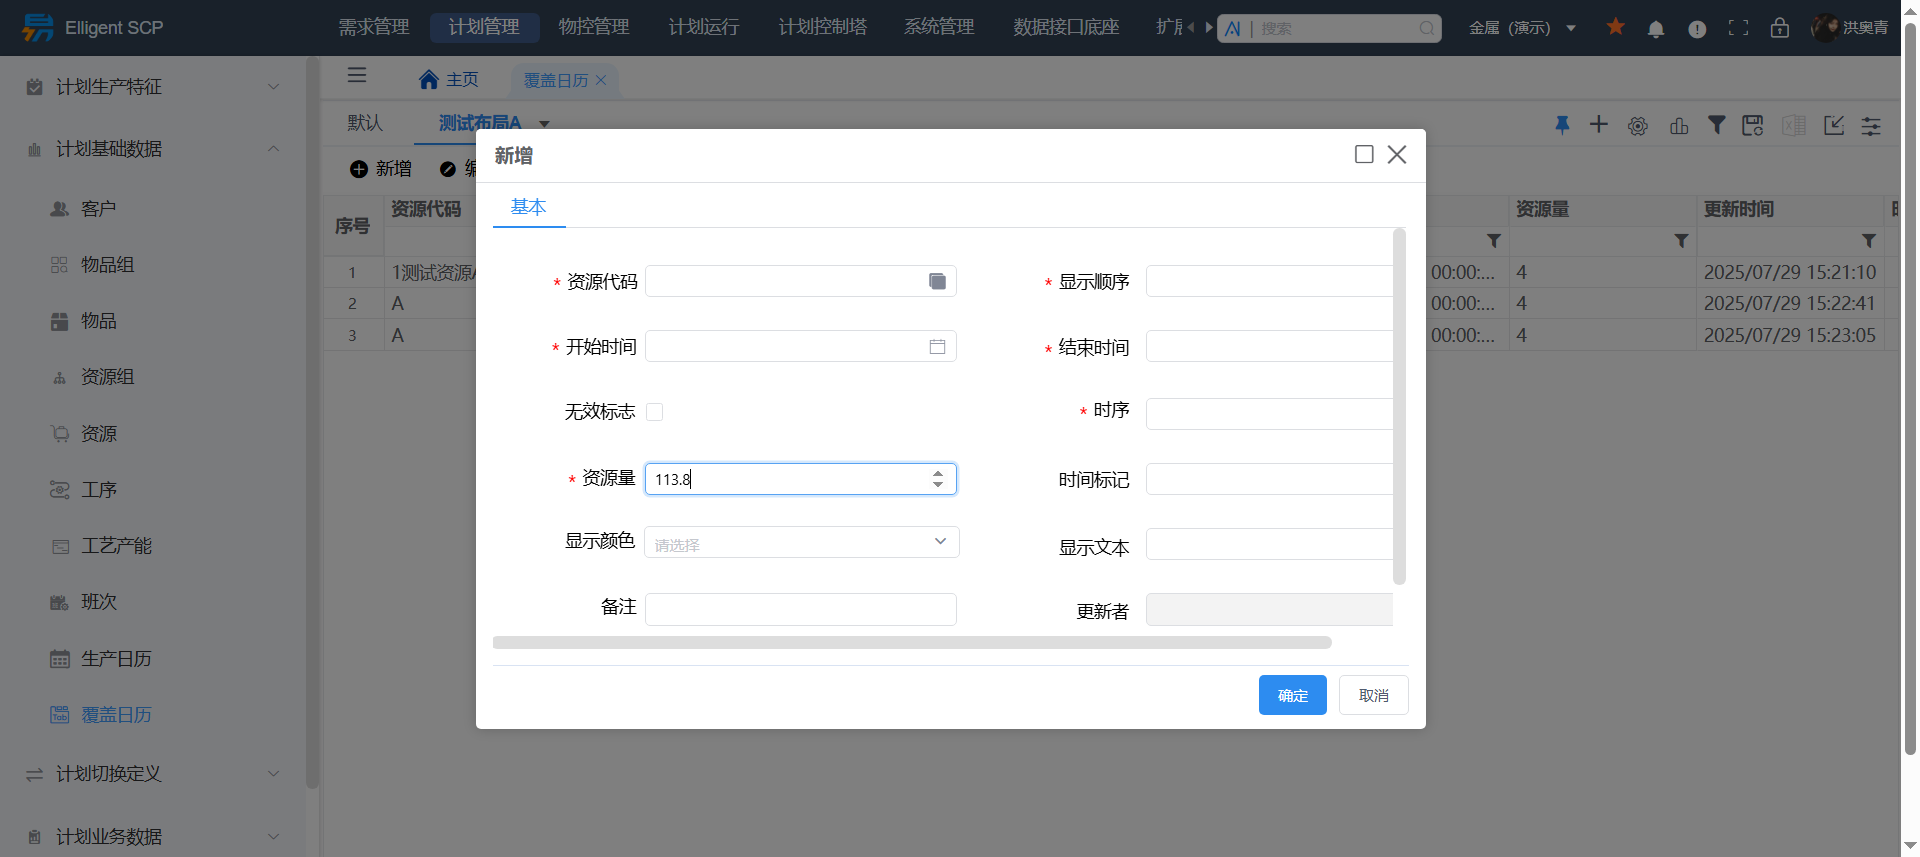 Elligent SCP
需求管理
计划管理
物控管理
计划运行
计划控制塔
系统管理
数据接口底座
AI
搜索
金属（演示）
洪奥青
计划生产特征
计划基础数据
客户
物品组
物品
资源组
资源
工序
工艺产能
班次
生产日历
Tab
覆盖日历
计划切换定义
计划业务数据
主页
覆盖日历
默认
测试布局A
新增
序号
资源代码
资源量
更新时间
1
1测试资源
00:00:...
4
2025/07/29 15:21:10
2
A
00:00:...
4
2025/07/29 15:22:41
3
A
00:00:...
4
2025/07/29 15:23:05
新增
基本
* 资源代码
* 显示顺序
* 开始时间
* 结束时间
无效标志
* 时序
* 资源量
113.8
时间标记
显示颜色
请选择
显示文本
备注
更新者
确定
取消